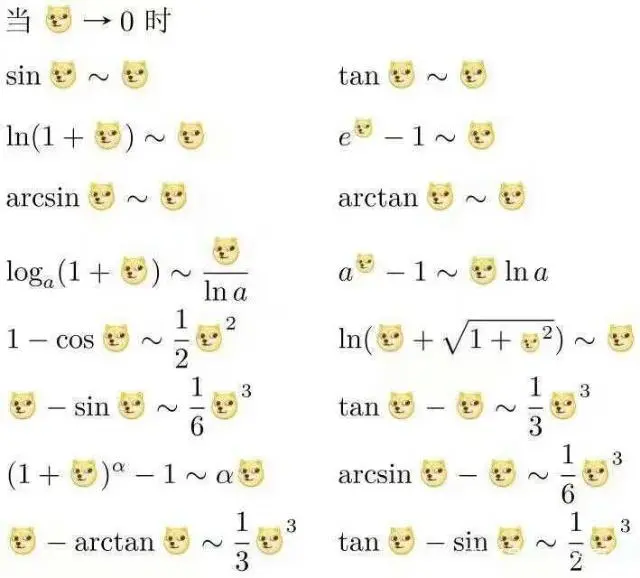 当 🐶 → 0 时
sin 🐶 ~ 🐶 tan 🐶 ~ 🐶
ln(1 + 🐶) ~ 🐶 e^🐶 − 1 ~ 🐶
arcsin 🐶 ~ 🐶 arctan 🐶 ~ 🐶
logₐ(1 + 🐶) ~ 🐶/ln a a^🐶 − 1 ~ 🐶 ln a
1 − cos 🐶 ~ 1/2 🐶² ln(🐶 + √(1 + 🐶²)) ~ 🐶
🐶 − sin 🐶 ~ 1/6 🐶³ tan 🐶 − 🐶 ~ 1/3 🐶³
(1 + 🐶)^α − 1 ~ α🐶 arcsin 🐶 − 🐶 ~ 1/6 🐶³
🐶 − arctan 🐶 ~ 1/3 🐶³ tan 🐶 − sin 🐶 ~ 1/2 🐶³